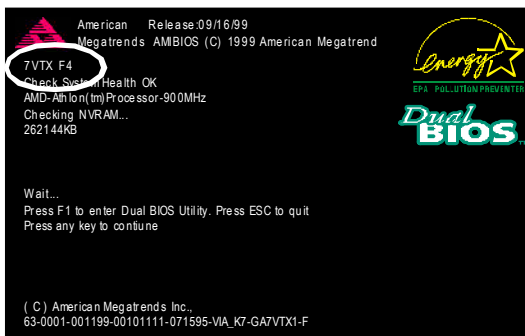 American Release:09/16/99
Megatrends AMIBIOS (C) 1999 American Megatrend
7VTX F4
Check System Health OK
AMD-Athlon(tm)Processor-900MHz
Checking NVRAM...
262144KB
energy
EPA POLLUTION PREVENTER
Dual
BIOS TM
Wait...
Press F1 to enter Dual BIOS Utility. Press ESC to quit
Press any key to contiune
( C ) American Megatrends Inc.,
63-0001-001199-00101111-071595-VIA_K7-GA7VTX1-F